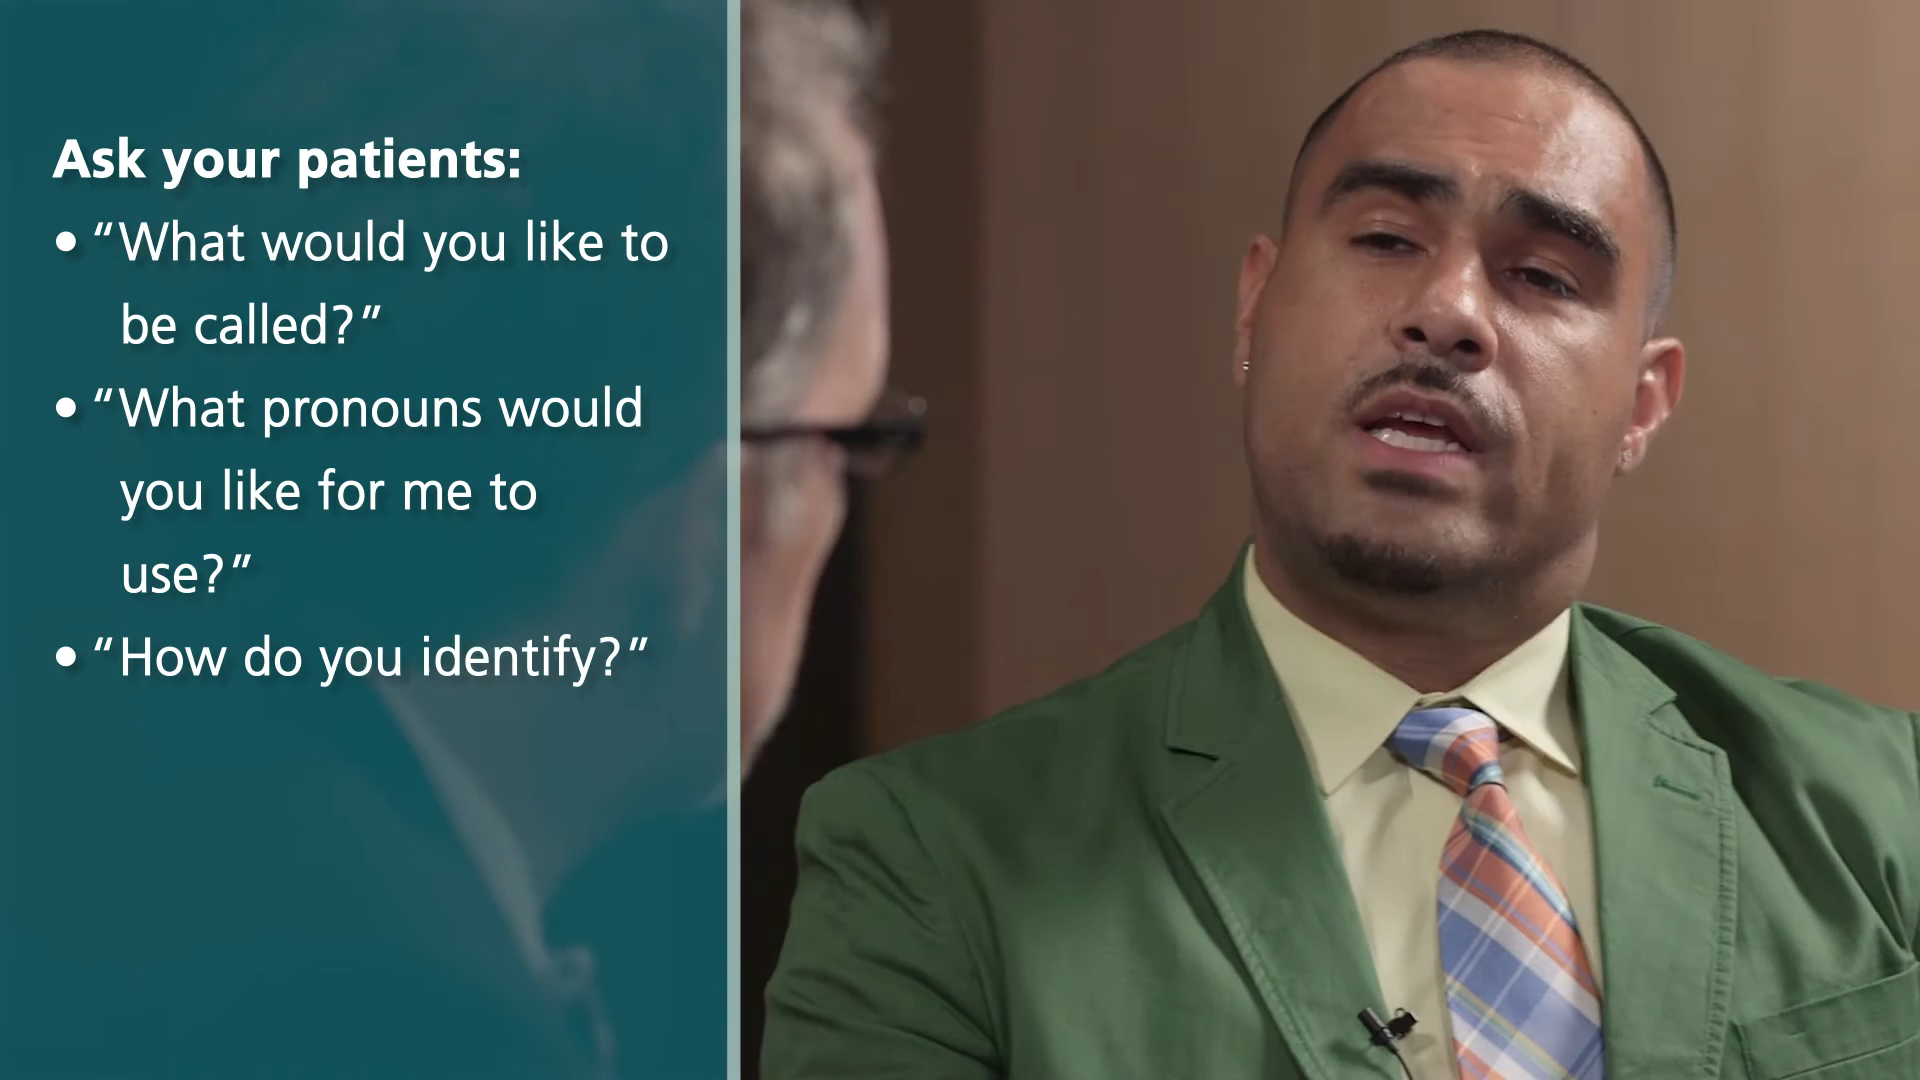 Ask your patients:
• “What would you like to
be called?”
• “What pronouns would
you like for me to
use?”
• “How do you identify?”